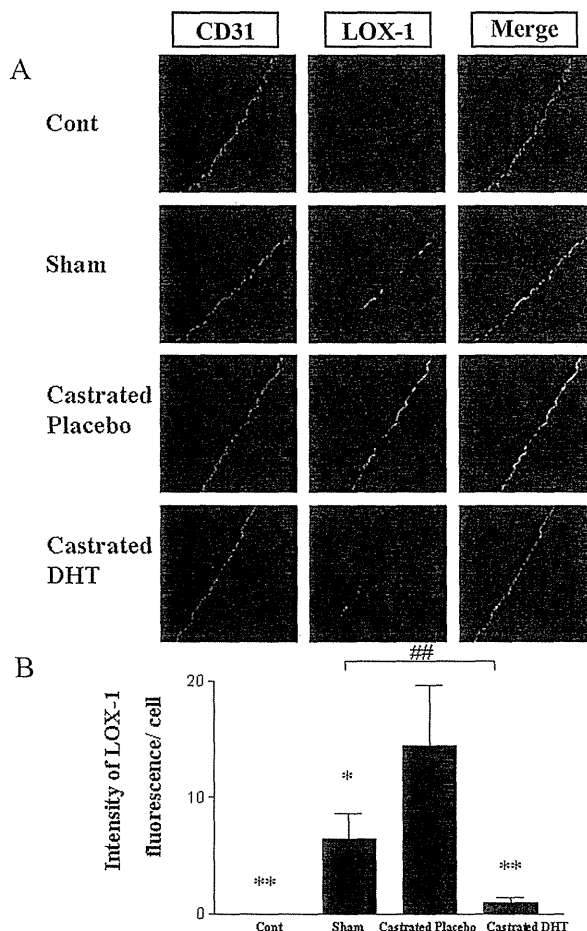 CD31 LOX-1 Merge
A
Cont
Sham
Castrated
Placebo
Castrated
DHT
B
##
Intensity of LOX-1
fluorescence/ cell
20
10
0
**
*
**
Cont Sham Castrated Placebo Castrated DHT